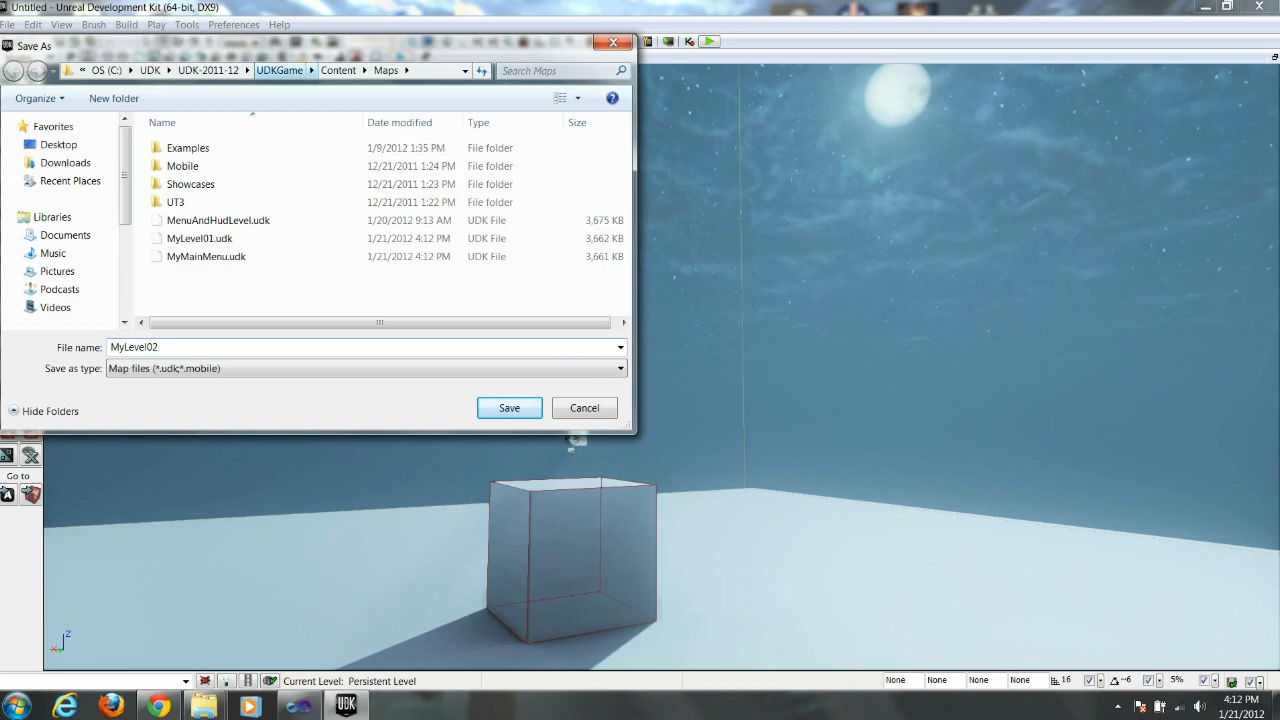 Untitled - Unreal Development Kit (64-bit, DX9)
File Edit View Brush Build Play Tools Preferences Help
Save As
« OS (C:) UDK UDK-2011-12 UDKGame Content Maps
Search Maps
Organize New folder
Name Date modified Type Size
Favorites
Desktop
Downloads
Recent Places
Libraries
Documents
Music
Pictures
Podcasts
Videos
Examples 1/9/2012 1:35 PM File folder
Mobile 12/21/2011 1:24 PM File folder
Showcases 12/21/2011 1:23 PM File folder
UT3 12/21/2011 1:22 PM File folder
MenuAndHudLevel.udk 1/20/2012 9:13 AM UDK File 3,675 KB
MyLevel01.udk 1/21/2012 4:12 PM UDK File 3,662 KB
MyMainMenu.udk 1/21/2012 4:12 PM UDK File 3,661 KB
File name: MyLevel02
Save as type: Map files (*.udk;*.mobile)
Hide Folders Save Cancel
Go to
Z
X
Current Level: Persistent Level None None None None 16 ~6 5%
UDK
4:12 PM
1/21/2012